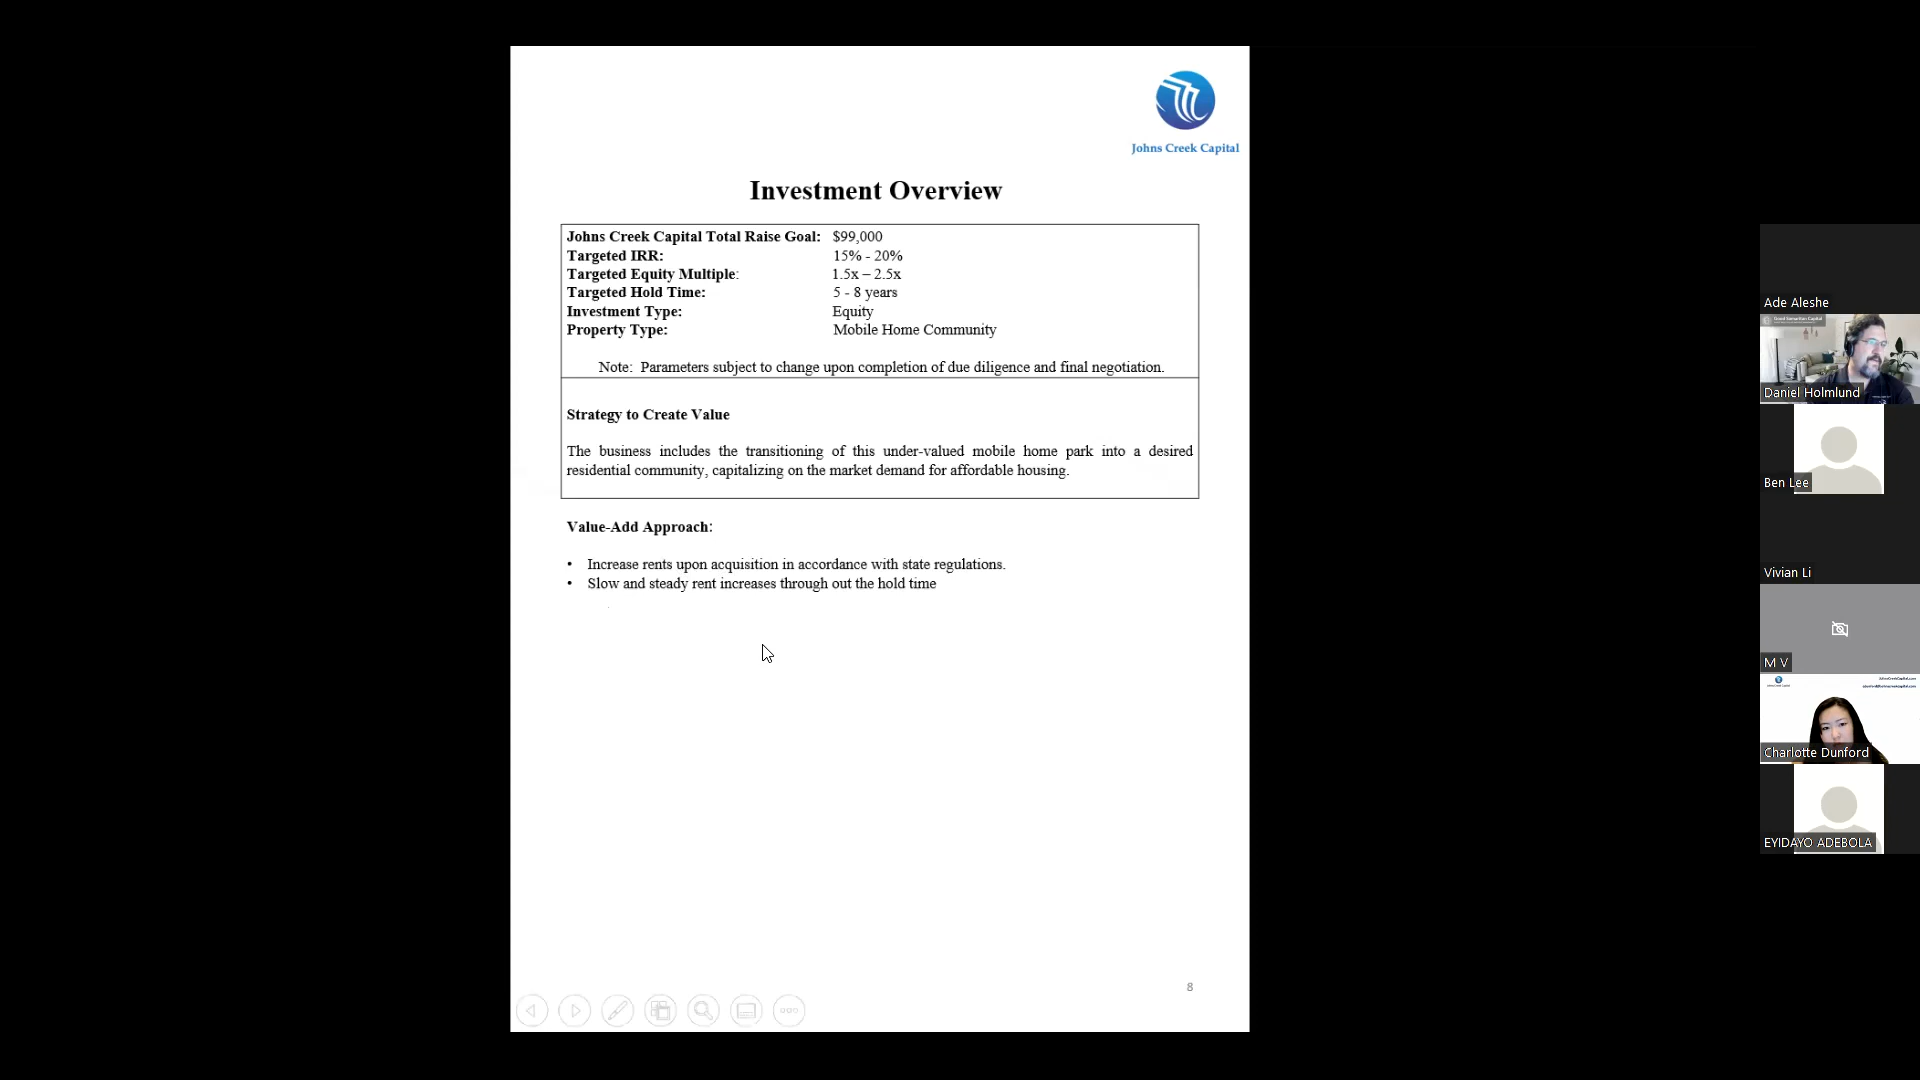 Johns Creek Capital
Investment Overview
Johns Creek Capital Total Raise Goal: $99,000
Targeted IRR: 15% - 20%
Targeted Equity Multiple: 1.5x – 2.5x
Targeted Hold Time: 5 - 8 years
Investment Type: Equity
Property Type: Mobile Home Community
Note: Parameters subject to change upon completion of due diligence and final negotiation.
Strategy to Create Value
The business includes the transitioning of this under-valued mobile home park into a desired
residential community, capitalizing on the market demand for affordable housing.
Value-Add Approach:
• Increase rents upon acquisition in accordance with state regulations.
• Slow and steady rent increases through out the hold time
8
Ade Aleshe
Good Samaritan Capital
Daniel Holmlund
Ben Lee
Vivian Li
M V
Charlotte Dunford
EYIDAYO ADEBOLA